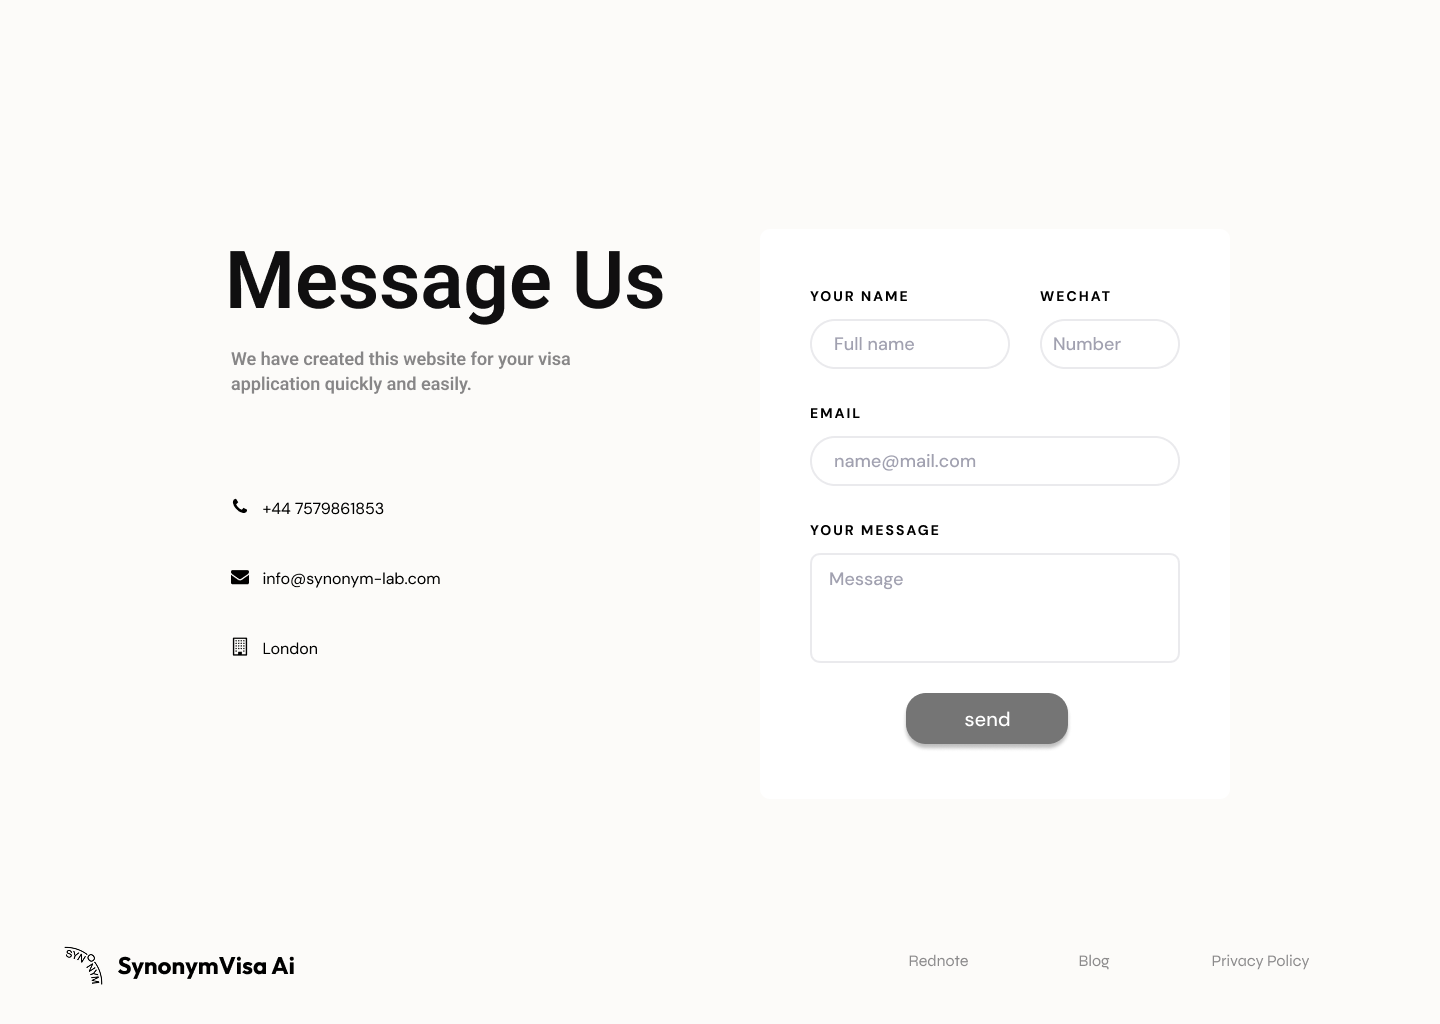 Message Us
We have created this website for your visa
application quickly and easily.
+44 7579861853
info@synonym-lab.com
London
YOUR NAME
Full name
WECHAT
Number
EMAIL
name@mail.com
YOUR MESSAGE
Message
send
SYNONYM
SynonymVisa Ai
Rednote
Blog
Privacy Policy